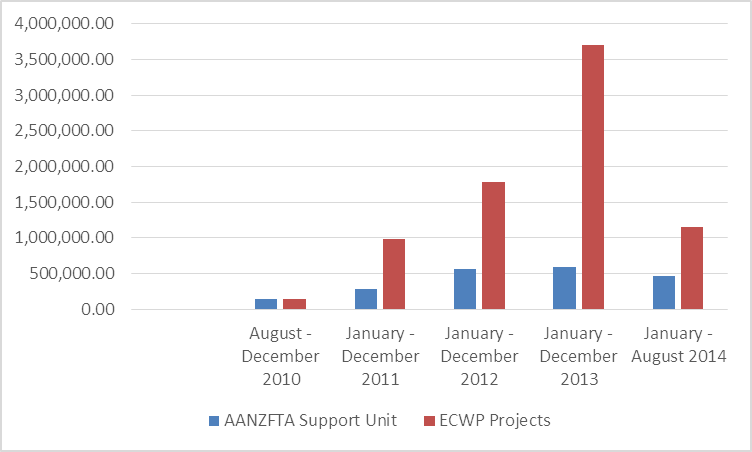 4,000,000.00
3,500,000.00
3,000,000.00
2,500,000.00
2,000,000.00
1,500,000.00
1,000,000.00
500,000.00
0.00
August -
December
2010
January -
December
2011
January -
December
2012
January -
December
2013
January -
August 2014
AANZFTA Support Unit
ECWP Projects